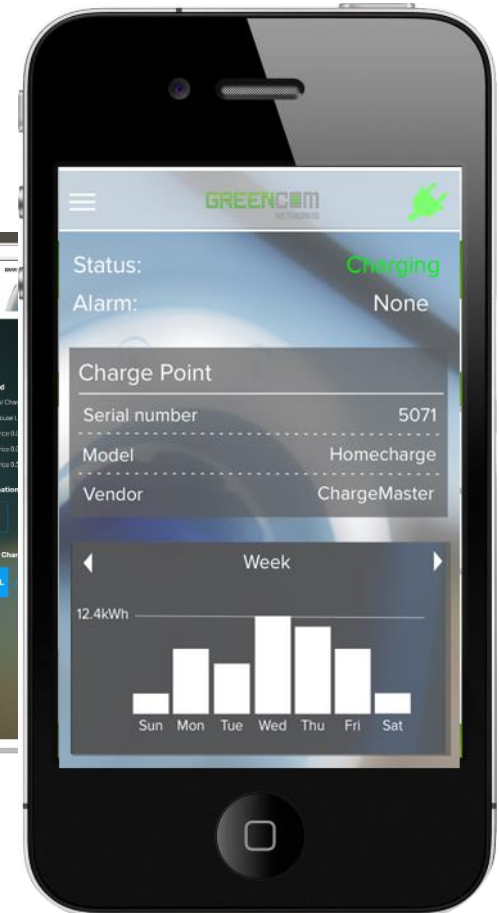 GREENCOM
NETWORKS
Status: Charging
Alarm: None
Charge Point
Serial number 5071
Model Homecharge
Vendor ChargeMaster
Week
12.4kWh
Sun Mon Tue Wed Thu Fri Sat